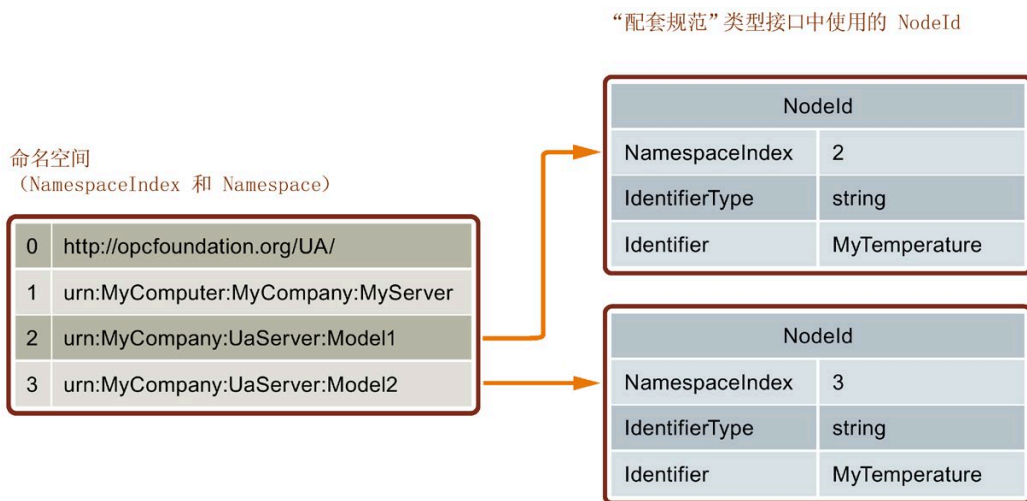 “配套规范”类型接口中使用的 NodeId
命名空间
（NamespaceIndex 和 Namespace）
0 http://opcfoundation.org/UA/
1 urn:MyComputer:MyCompany:MyServer
2 urn:MyCompany:UaServer:Model1
3 urn:MyCompany:UaServer:Model2
NodeId
NamespaceIndex 2
IdentifierType string
Identifier MyTemperature
NodeId
NamespaceIndex 3
IdentifierType string
Identifier MyTemperature